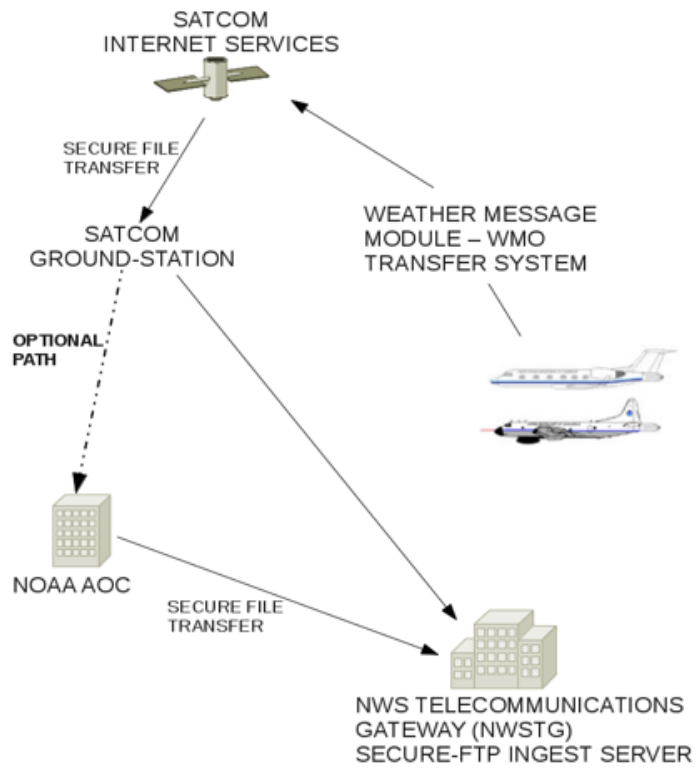 SATCOM
INTERNET SERVICES
SECURE FILE
TRANSFER
SATCOM
GROUND-STATION
WEATHER MESSAGE
MODULE – WMO
TRANSFER SYSTEM
OPTIONAL
PATH
NOAA AOC
SECURE FILE
TRANSFER
NWS TELECOMMUNICATIONS
GATEWAY (NWSTG)
SECURE-FTP INGEST SERVER